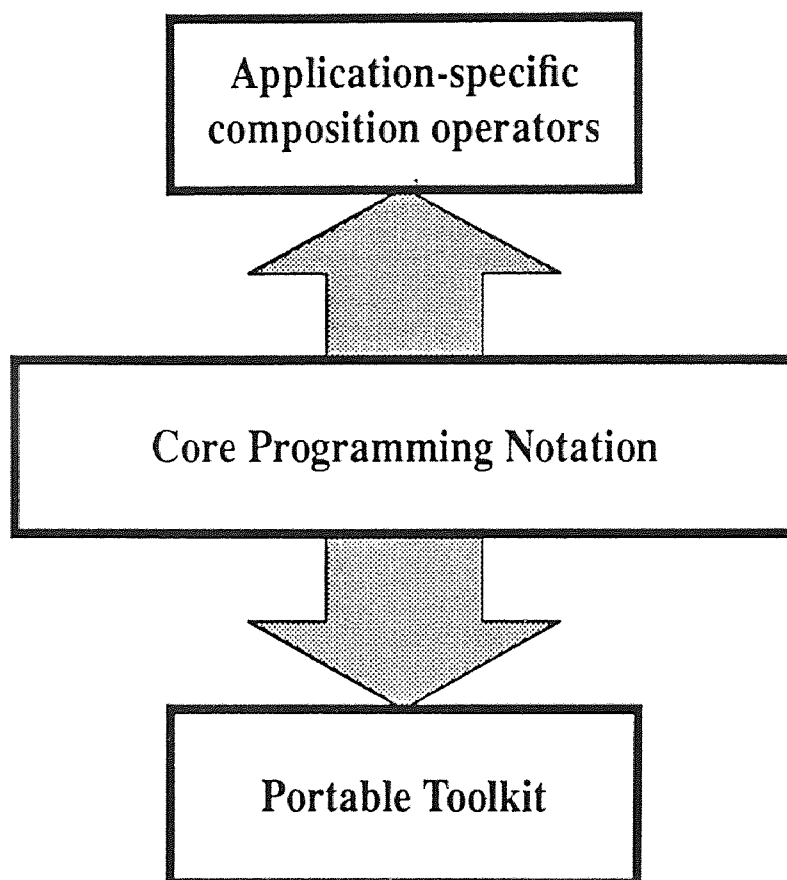 Application-specific
composition operators
Core Programming Notation
Portable Toolkit